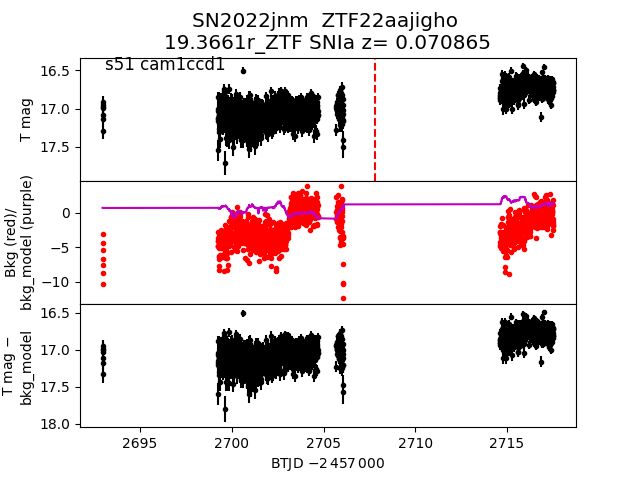 SN2022jnm  ZTF22aajigho
19.3661r_ZTF SNIa z= 0.070865
s51 cam1ccd1
16.5
17.0
17.5
T mag
0
−5
−10
Bkg (red)/
bkg_model (purple)
16.5
17.0
17.5
18.0
T mag −
bkg_model
2695
2700
2705
2710
2715
BTJD −2 457 000